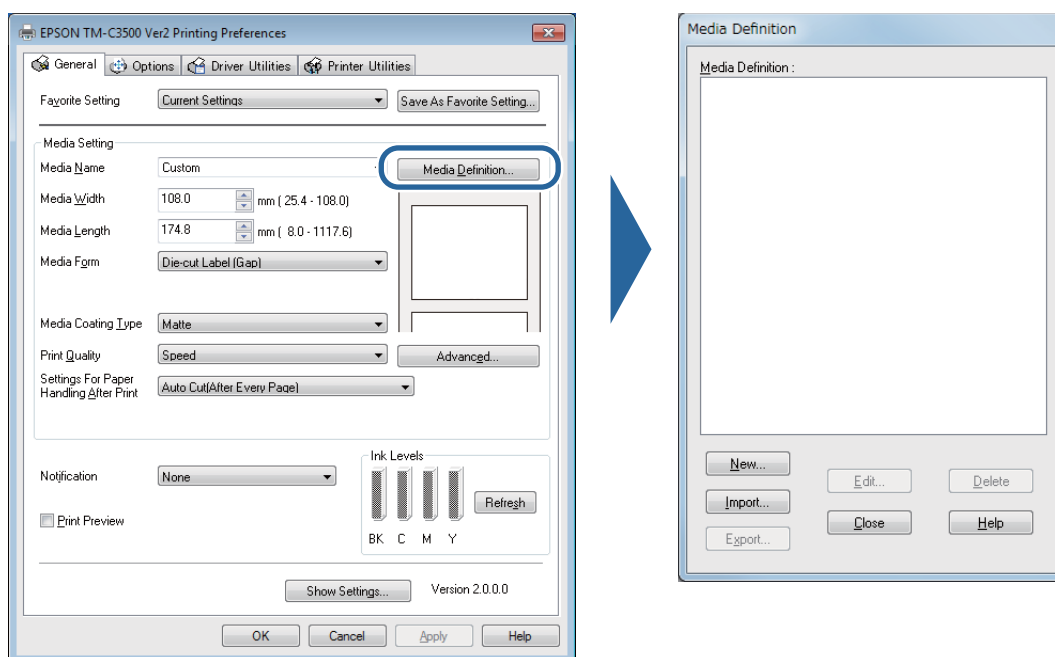 EPSON TM-C3500 Ver2 Printing Preferences
General Options Driver Utilities Printer Utilities
Favorite Setting Current Settings Save As Favorite Setting...
Media Setting
Media Name Custom Media Definition...
Media Width 108.0 mm ( 25.4 - 108.0)
Media Length 174.8 mm ( 8.0 - 1117.6)
Media Form Die-cut Label (Gap)
Media Coating Type Matte
Print Quality Speed Advanced...
Settings For Paper
Handling After Print Auto Cut(After Every Page)
Notification None
Ink Levels
Refresh
Print Preview
BK C M Y
Show Settings... Version 2.0.0.0
OK Cancel Apply Help
Media Definition
Media Definition :
New...
Edit... Delete
Import...
Close Help
Export...